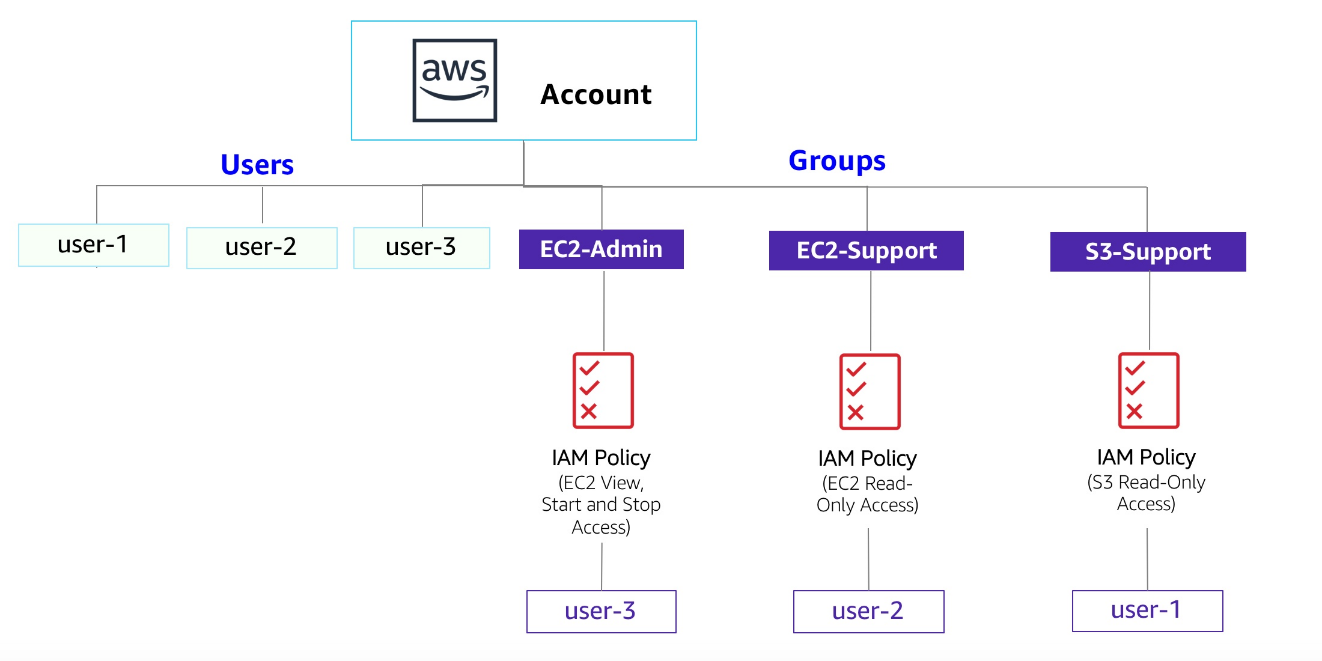 aws
Account
Users
Groups
user-1
user-2
user-3
EC2-Admin
EC2-Support
S3-Support
IAM Policy
(EC2 View,
Start and Stop
Access)
IAM Policy
(EC2 Read-
Only Access)
IAM Policy
(S3 Read-Only
Access)
user-3
user-2
user-1